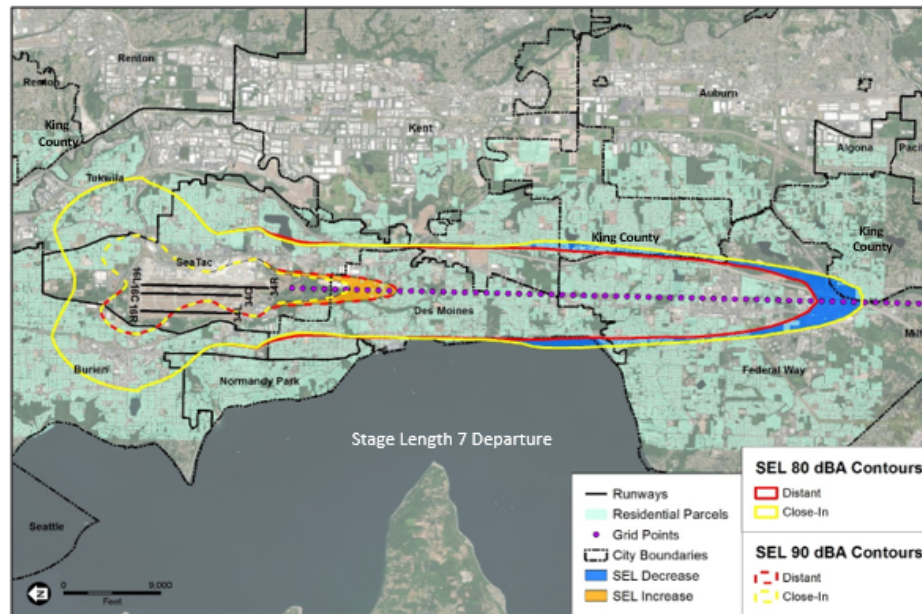 Renton
Renton
Auburn
King
County
Kent
Algona
Tukwila
King County
King
County
SeaTac
16L
16C
16R
34C
34R
Des Moines
Burien
Normandy Park
Federal Way
Stage Length 7 Departure
Seattle
N
0
9,000
Feet
Runways
Residential Parcels
Grid Points
City Boundaries
SEL Decrease
SEL Increase
SEL 80 dBA Contours
Distant
Close-In
SEL 90 dBA Contours
Distant
Close-In